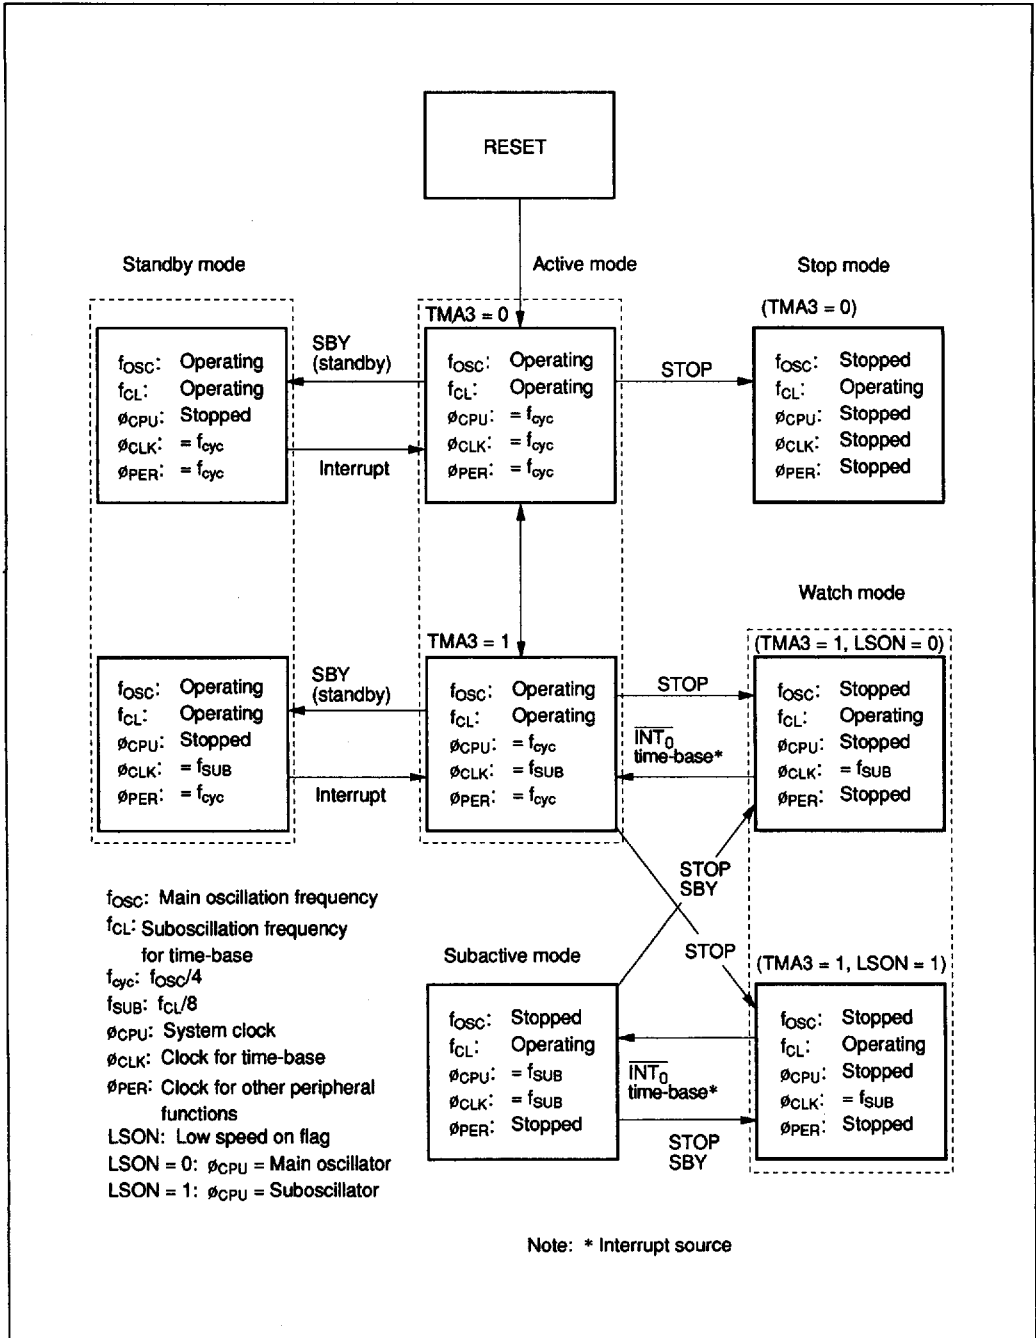 RESET
Standby mode
Active mode
Stop mode
TMA3 = 0
(TMA3 = 0)
fOSC: Operating
fCL: Operating
øCPU: Stopped
øCLK: = fcyc
øPER: = fcyc
SBY
(standby)
Interrupt
fOSC: Operating
fCL: Operating
øCPU: = fcyc
øCLK: = fcyc
øPER: = fcyc
STOP
fOSC: Stopped
fCL: Operating
øCPU: Stopped
øCLK: Stopped
øPER: Stopped
Watch mode
TMA3 = 1
(TMA3 = 1, LSON = 0)
fOSC: Operating
fCL: Operating
øCPU: Stopped
øCLK: = fSUB
øPER: = fcyc
SBY
(standby)
Interrupt
fOSC: Operating
fCL: Operating
øCPU: = fcyc
øCLK: = fSUB
øPER: = fcyc
STOP
INT0
time-base*
fOSC: Stopped
fCL: Operating
øCPU: Stopped
øCLK: = fSUB
øPER: Stopped
STOP
SBY
STOP
fOSC: Main oscillation frequency
fCL: Suboscillation frequency
for time-base
fcyc: fOSC/4
fSUB: fCL/8
øCPU: System clock
øCLK: Clock for time-base
øPER: Clock for other peripheral
functions
LSON: Low speed on flag
LSON = 0: øCPU = Main oscillator
LSON = 1: øCPU = Suboscillator
Subactive mode
(TMA3 = 1, LSON = 1)
fOSC: Stopped
fCL: Operating
øCPU: = fSUB
øCLK: = fSUB
øPER: Stopped
INT0
time-base*
STOP
SBY
fOSC: Stopped
fCL: Operating
øCPU: Stopped
øCLK: = fSUB
øPER: Stopped
Note: * Interrupt source